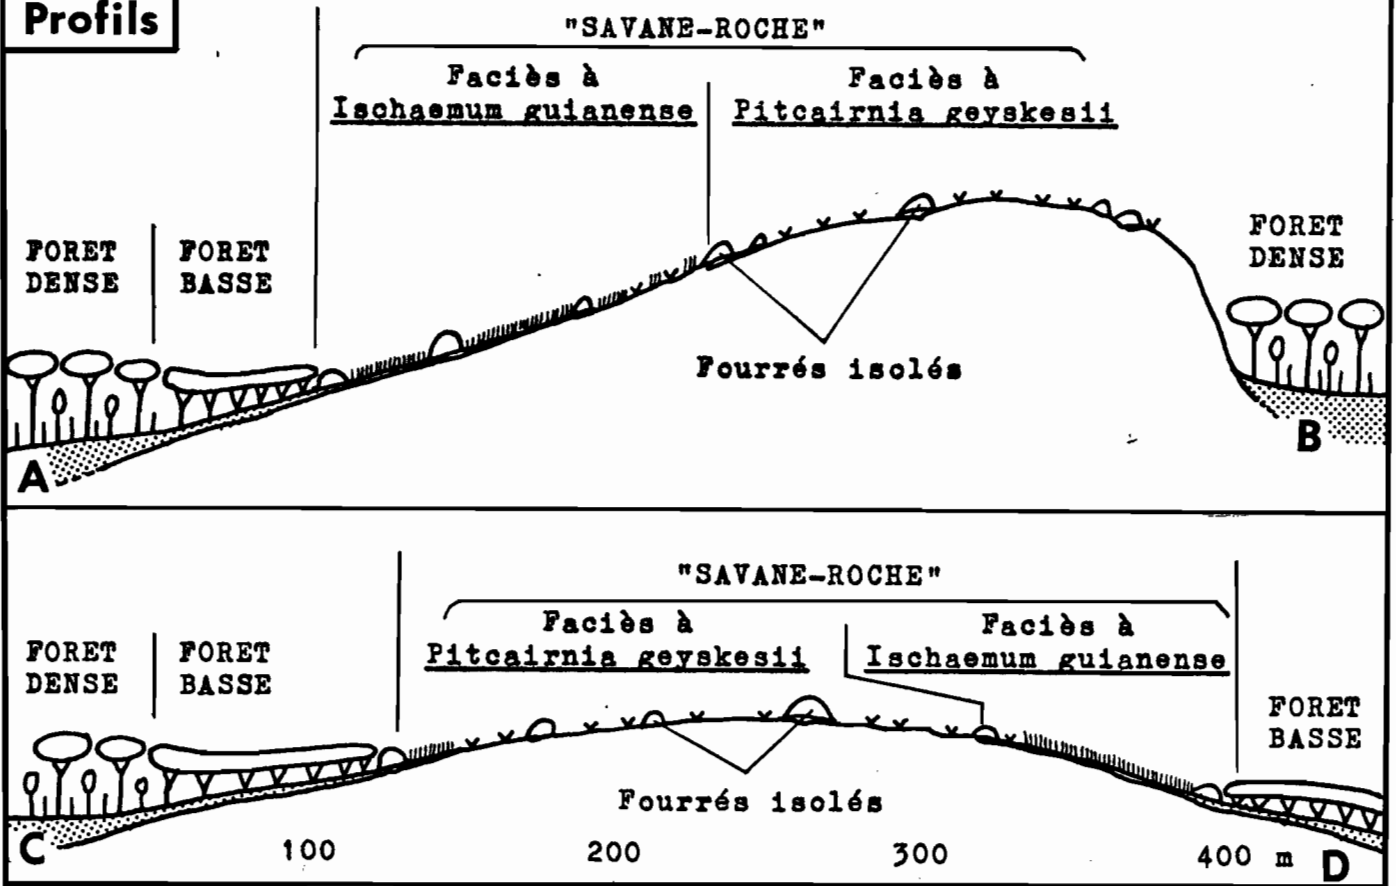 Profils
"SAVANE-ROCHE"
Faciès à
Ischaemum guianense
Faciès à
Pitcairnia geyskesii
FORET
DENSE
FORET
BASSE
FORET
DENSE
Fourrés isolés
A
B
"SAVANE-ROCHE"
Faciès à
Pitcairnia geyskesii
Faciès à
Ischaemum guianense
FORET
DENSE
FORET
BASSE
FORET
BASSE
Fourrés isolés
C 100 200 300 400 m D